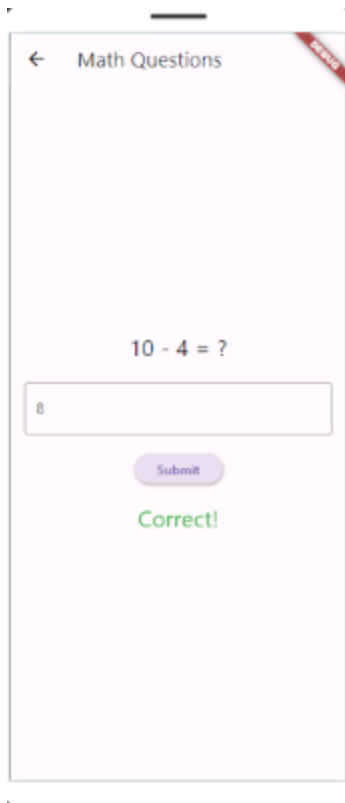 ← Math Questions
DEBUG
10 - 4 = ?
8
Submit
Correct!